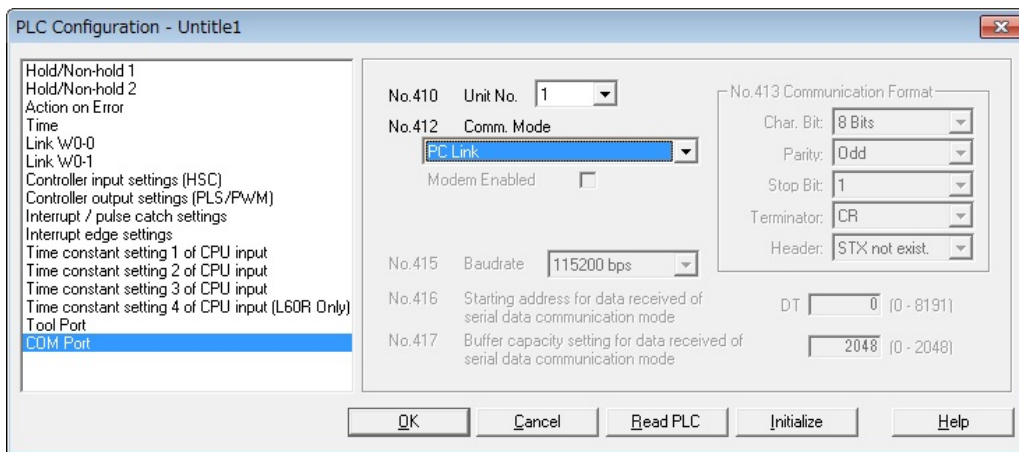 PLC Configuration - Untitle1
Hold/Non-hold 1
Hold/Non-hold 2
Action on Error
Time
Link W0-0
Link W0-1
Controller input settings (HSC)
Controller output settings (PLS/PWM)
Interrupt / pulse catch settings
Interrupt edge settings
Time constant setting 1 of CPU input
Time constant setting 2 of CPU input
Time constant setting 3 of CPU input
Time constant setting 4 of CPU input (L60R Only)
Tool Port
COM Port
No.410 Unit No. 1
No.412 Comm. Mode
PC Link
Modem Enabled
No.413 Communication Format
Char. Bit: 8 Bits
Parity: Odd
Stop Bit: 1
Terminator: CR
Header: STX not exist.
No.415 Baudrate 115200 bps
No.416 Starting address for data received of
serial data communication mode
DT 0 (0 - 8191)
No.417 Buffer capacity setting for data received of
serial data communication mode
2048 (0 - 2048)
OK Cancel Read PLC Initialize Help